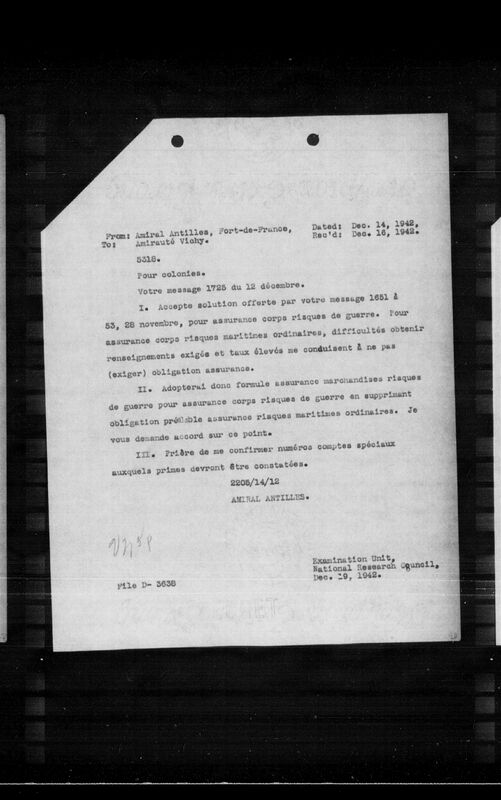 From: Amiral Antilles, Fort-de-France,
To: Amirauté Vichy.
Dated: Dec. 14, 1942,
Rec'd: Dec. 16, 1942.
5318.
Pour colonies.
Votre message 1725 du 12 décembre.
I. Accepte solution offerte par votre message 1651 à
53, 28 novembre, pour assurance corps risques de guerre. Pour
assurance corps risques maritimes ordinaires, difficultés obtenir
renseignements exigés et taux élevés me conduisent à ne pas
(exiger) obligation assurance.
II. Adopterai donc formule assurance marchandises risques
de guerre pour assurance corps risques de guerre en supprimant
obligation préalable assurance risques maritimes ordinaires. Je
vous demande accord sur ce point.
III. Prière de me confirmer numéros comptes spéciaux
auxquels primes devront être constatées.
2205/14/12
AMIRAL ANTILLES.
Examination Unit,
National Research Council,
Dec. 19, 1942.
File D- 3638